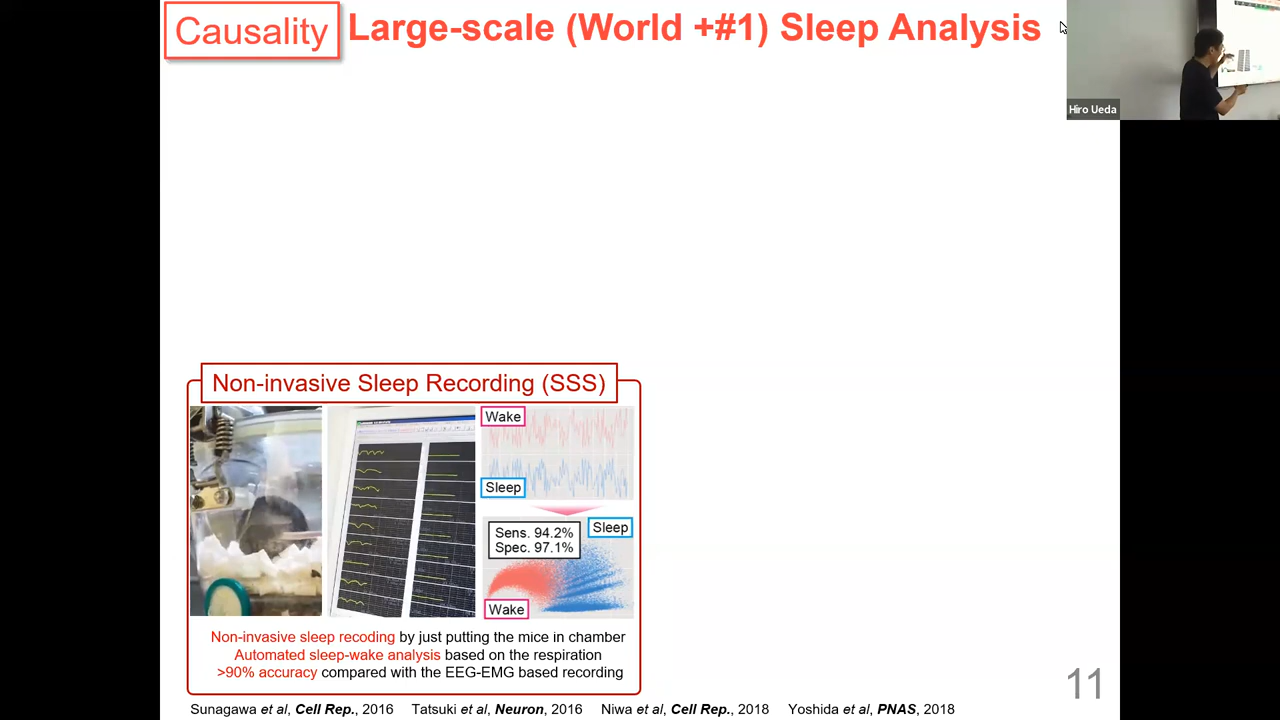 Causality
Large-scale (World +#1) Sleep Analysis
Hiro Ueda
Non-invasive Sleep Recording (SSS)
Wake
Sleep
Sens. 94.2%
Spec. 97.1%
Sleep
Wake
Non-invasive sleep recoding by just putting the mice in chamber
Automated sleep-wake analysis based on the respiration
>90% accuracy compared with the EEG-EMG based recording
11
Sunagawa et al, Cell Rep., 2016 Tatsuki et al, Neuron, 2016 Niwa et al, Cell Rep., 2018 Yoshida et al, PNAS, 2018